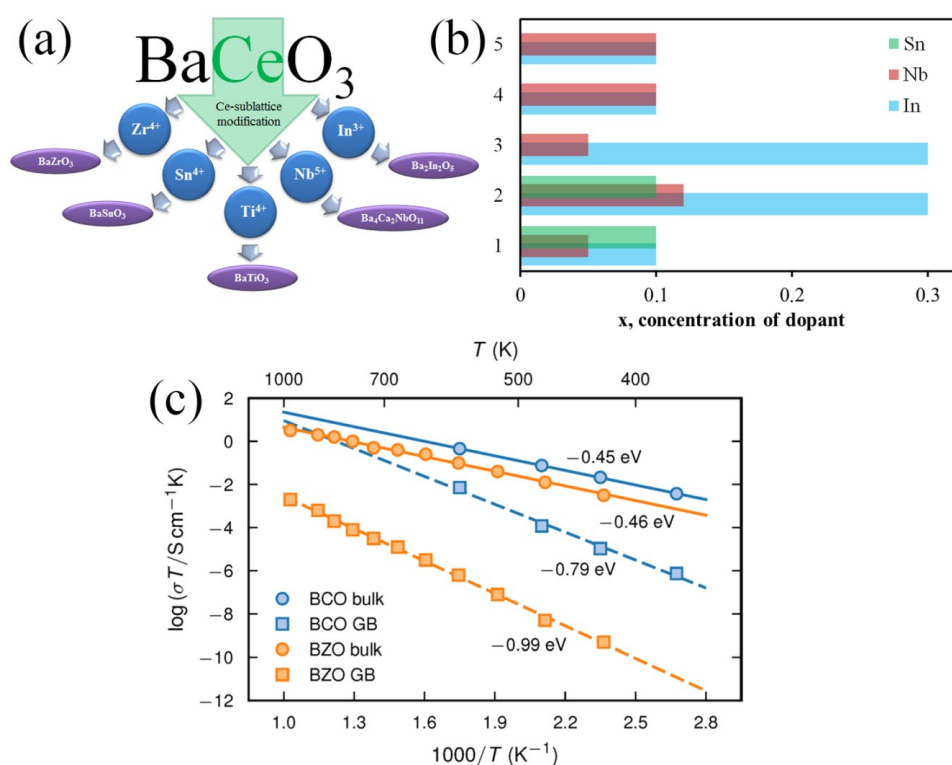 (a)
BaCeO3
Ce-sublattice
modification
Zr4+
In3+
BaZrO3
Sn4+
Nb5+
Ba2In2O5
BaSnO3
Ti4+
Ba4Ca2NbO11
BaTiO3
(b)
5
4
3
2
1
Sn
Nb
In
0
0.1
0.2
0.3
x, concentration of dopant
(c)
T (K)
1000
700
500
400
log (σT/S cm−1K)
2
0
−2
−4
−6
−8
−10
−12
−0.45 eV
−0.46 eV
−0.79 eV
−0.99 eV
BCO bulk
BCO GB
BZO bulk
BZO GB
1.0
1.3
1.6
1.9
2.2
2.5
2.8
1000/T (K−1)